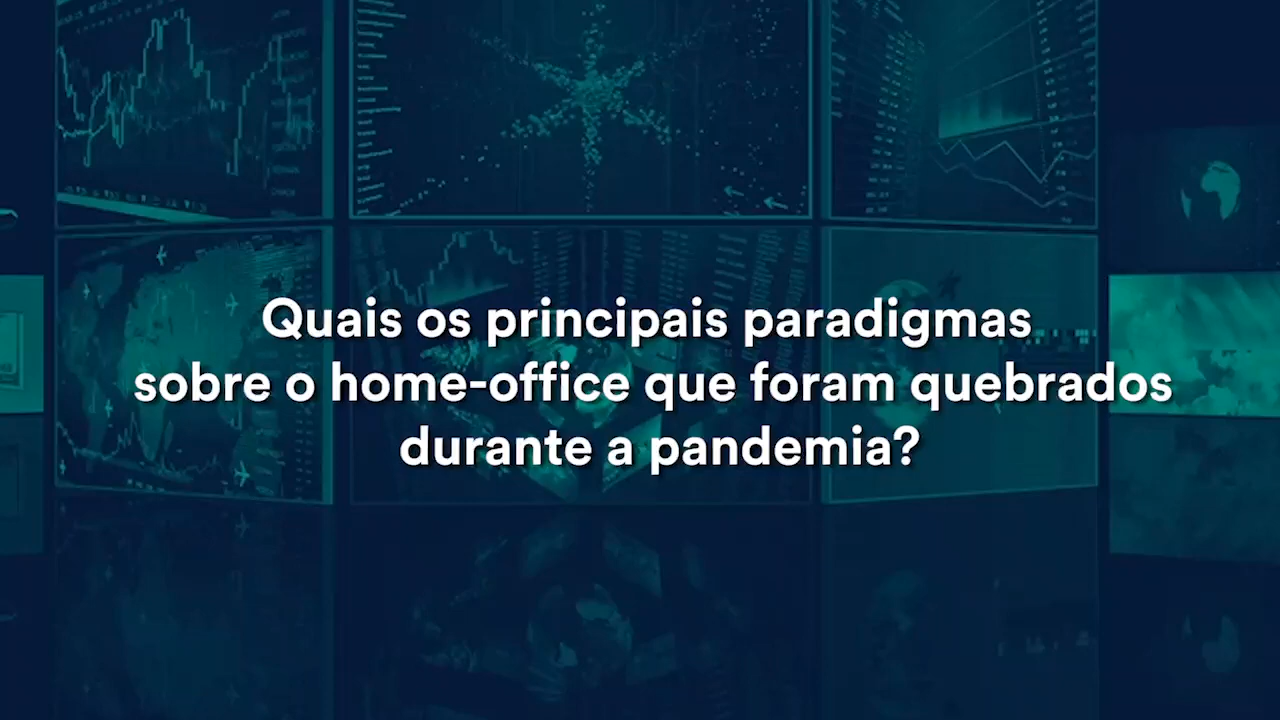 Quais os principais paradigmas
sobre o home-office que foram quebrados
durante a pandemia?